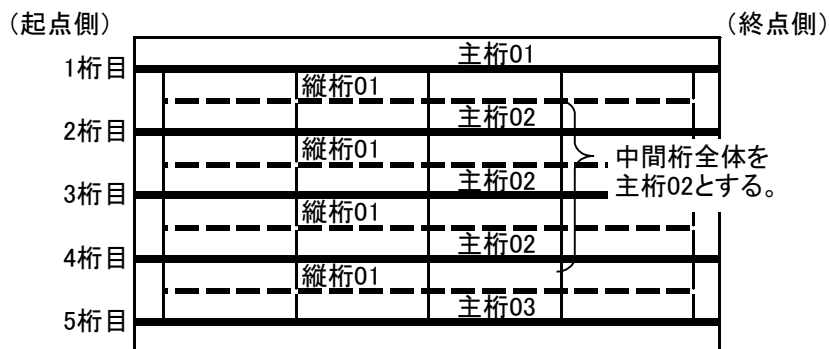 (起点側)
(終点側)
主桁01
1桁目
縦桁01
主桁02
2桁目
縦桁01
中間桁全体を
主桁02とする。
主桁02
3桁目
縦桁01
主桁02
4桁目
縦桁01
主桁03
5桁目